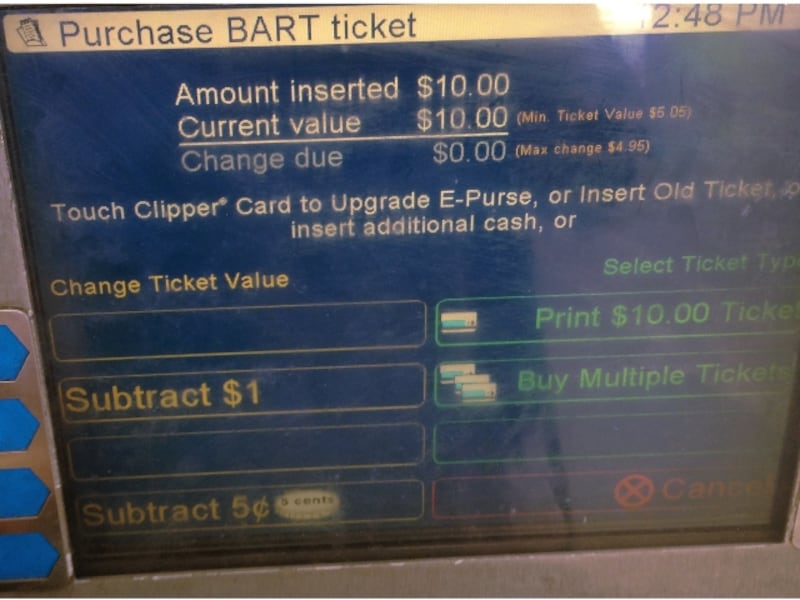 Purchase BART ticket
2:48 PM
Amount inserted $10.00
Current value $10.00 (Min. Ticket Value $5.05)
Change due $0.00 (Max change $4.95)
Touch Clipper® Card to Upgrade E-Purse, or Insert Old Ticket, o
insert additional cash, or
Change Ticket Value
Select Ticket Typ
Print $10.00 Ticke
Subtract $1
Buy Multiple Tickets
Subtract 5¢ 5 cents
Cancel